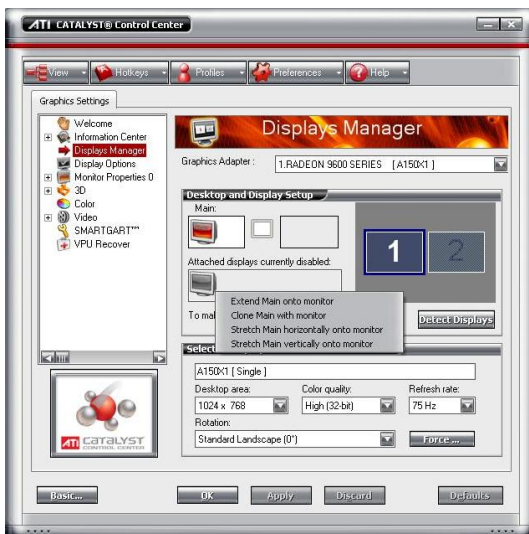 ATI CATALYST® Control Center
View
Hotkeys
Profiles
Preferences
Help
Graphics Settings
Welcome
Information Center
Displays Manager
Display Options
Monitor Properties 0
3D
Color
Video
SMARTGART™
VPU Recover
Displays Manager
Graphics Adapter :
1.RADEON 9600 SERIES [ A150X1 ]
Desktop and Display Setup
Main:
1
2
Attached displays currently disabled:
Extend Main onto monitor
Clone Main with monitor
Stretch Main horizontally onto monitor
Stretch Main vertically onto monitor
To mak
Detect Displays
Select
A150X1 [ Single ]
Desktop area:
Color quality:
Refresh rate:
1024 x 768
High (32-bit)
75 Hz
Rotation:
Standard Landscape (0°)
Force ...
ATI CATALYST
CONTROL CENTER
Basic...
OK
Apply
Discard
Defaults